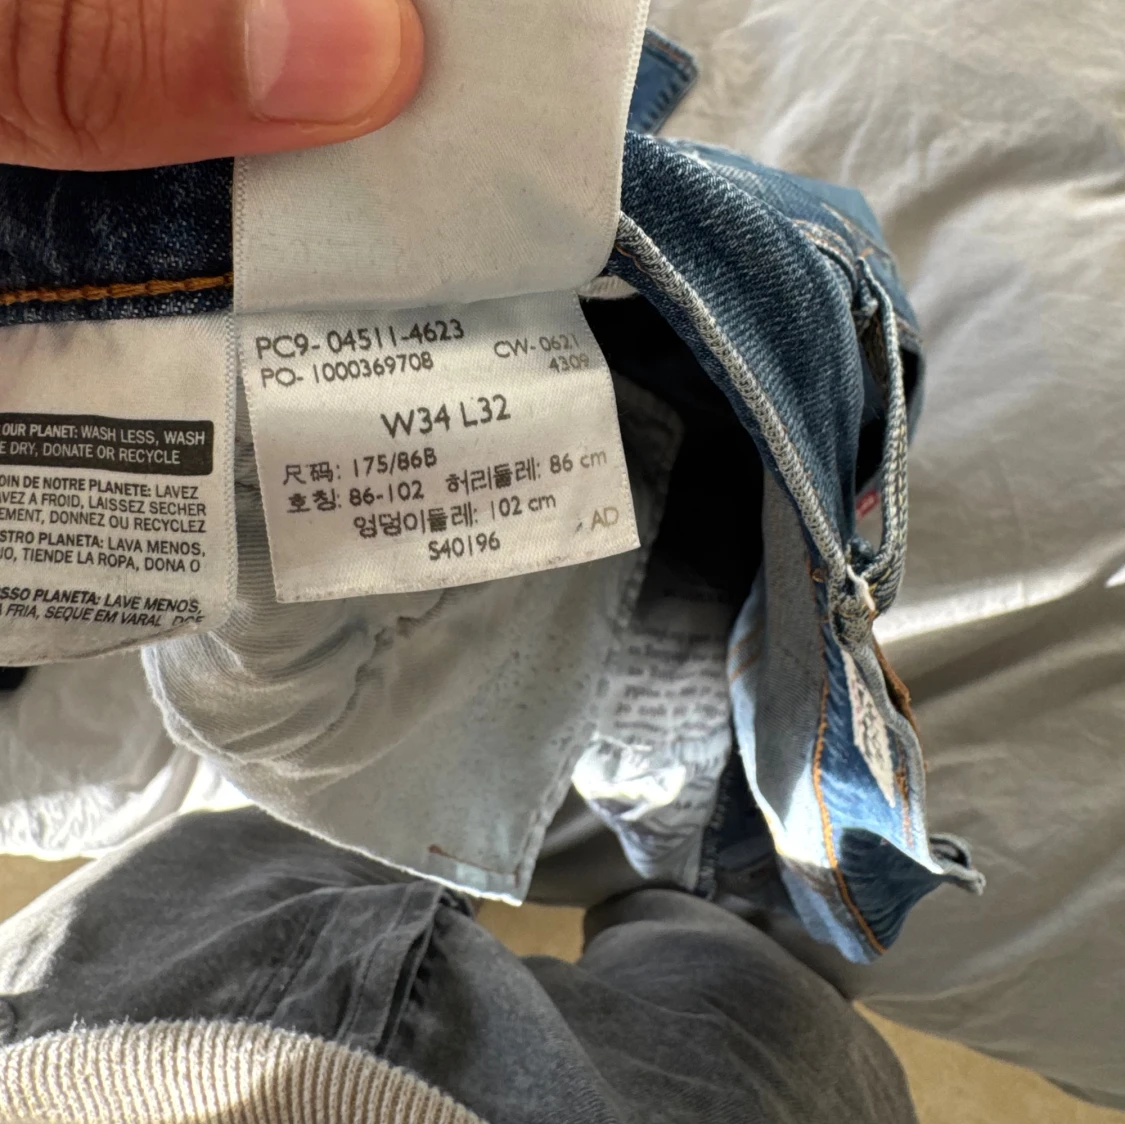 OUR PLANET: WASH LESS, WASH
DRY, DONATE OR RECYCLE
OIN DE NOTRE PLANETE: LAVEZ
AVEZ A FROID, LAISSEZ SECHER
EMENT, DONNEZ OU RECYCLEZ
STRO PLANETA: LAVA MENOS,
TIENDE LA ROPA, DONA O
SSO PLANETA: LAVE MENOS,
A FRIA, SEQUE EM VARAL
PC9- 04511-4623
PO- 1000369708
CW- 0621
4309
W34 L32
尺码: 175/86B
호칭: 86-102 허리둘레: 86 cm
엉덩이둘레: 102 cm
S40196
AD